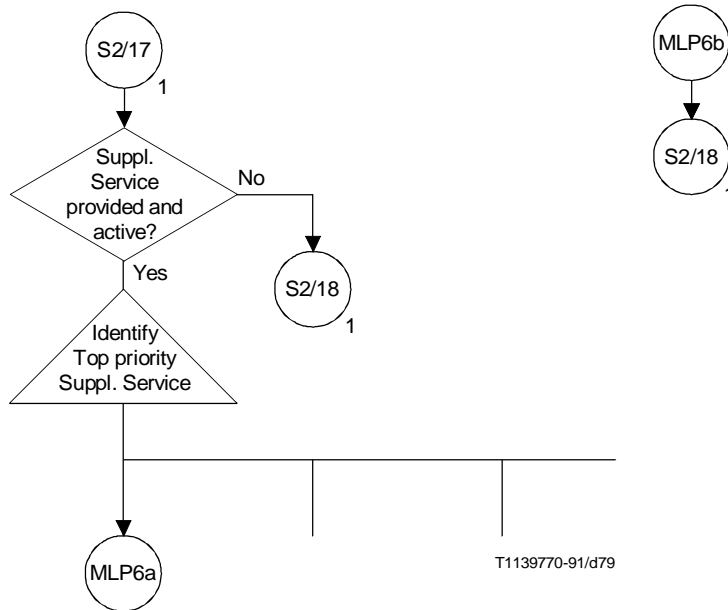 S2/17
1
Suppl.
Service
provided and
active?
No
Yes
S2/18
1
Identify
Top priority
Suppl. Service
MLP6a
MLP6b
S2/18
1
T1139770-91/d79